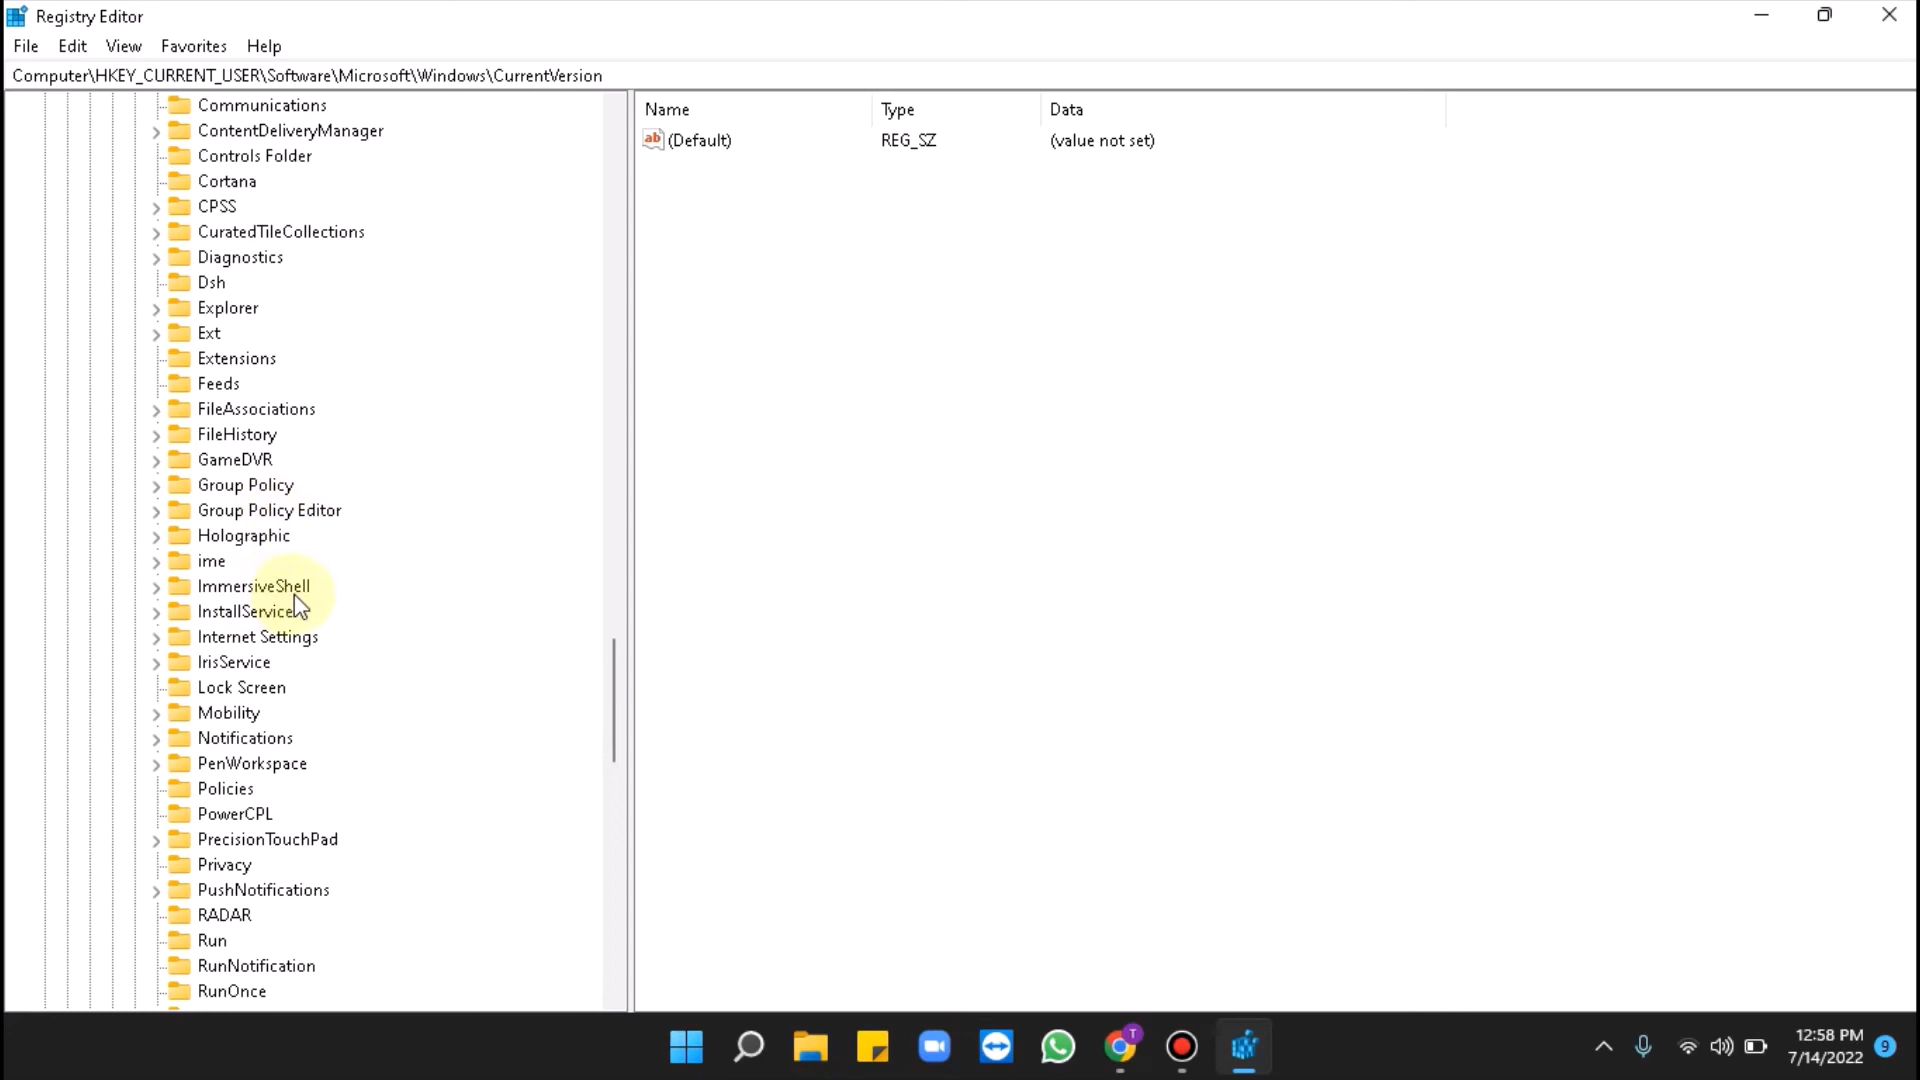 Registry Editor
File Edit View Favorites Help
Computer\HKEY_CURRENT_USER\Software\Microsoft\Windows\CurrentVersion
Communications
ContentDeliveryManager
Controls Folder
Cortana
CPSS
CuratedTileCollections
Diagnostics
Dsh
Explorer
Ext
Extensions
Feeds
FileAssociations
FileHistory
GameDVR
Group Policy
Group Policy Editor
Holographic
ime
ImmersiveShell
InstallService
Internet Settings
IrisService
Lock Screen
Mobility
Notifications
PenWorkspace
Policies
PowerCPL
PrecisionTouchPad
Privacy
PushNotifications
RADAR
Run
RunNotification
RunOnce
Name Type Data
ab (Default) REG_SZ (value not set)
T
12:58 PM
7/14/2022
9